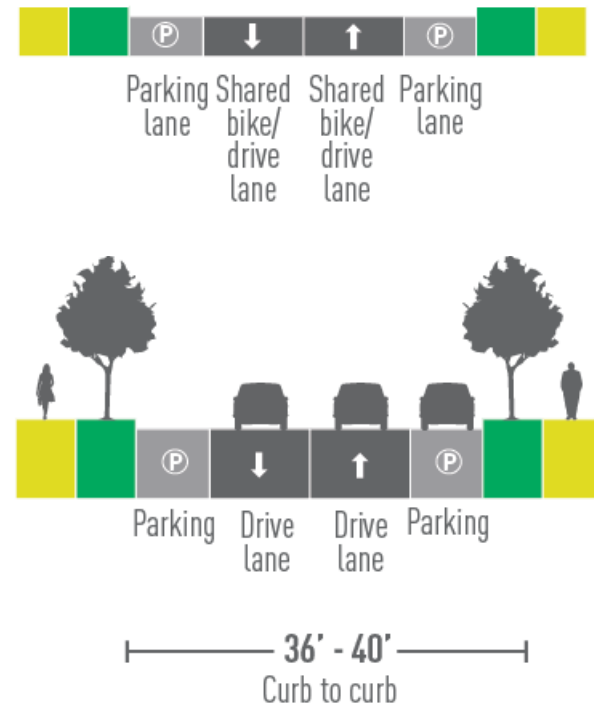 P ↓ ↑ P
Parking Shared Shared Parking
lane bike/ bike/ lane
drive drive
lane lane
P ↓ ↑ P
Parking Drive Drive Parking
lane lane
36' - 40'
Curb to curb